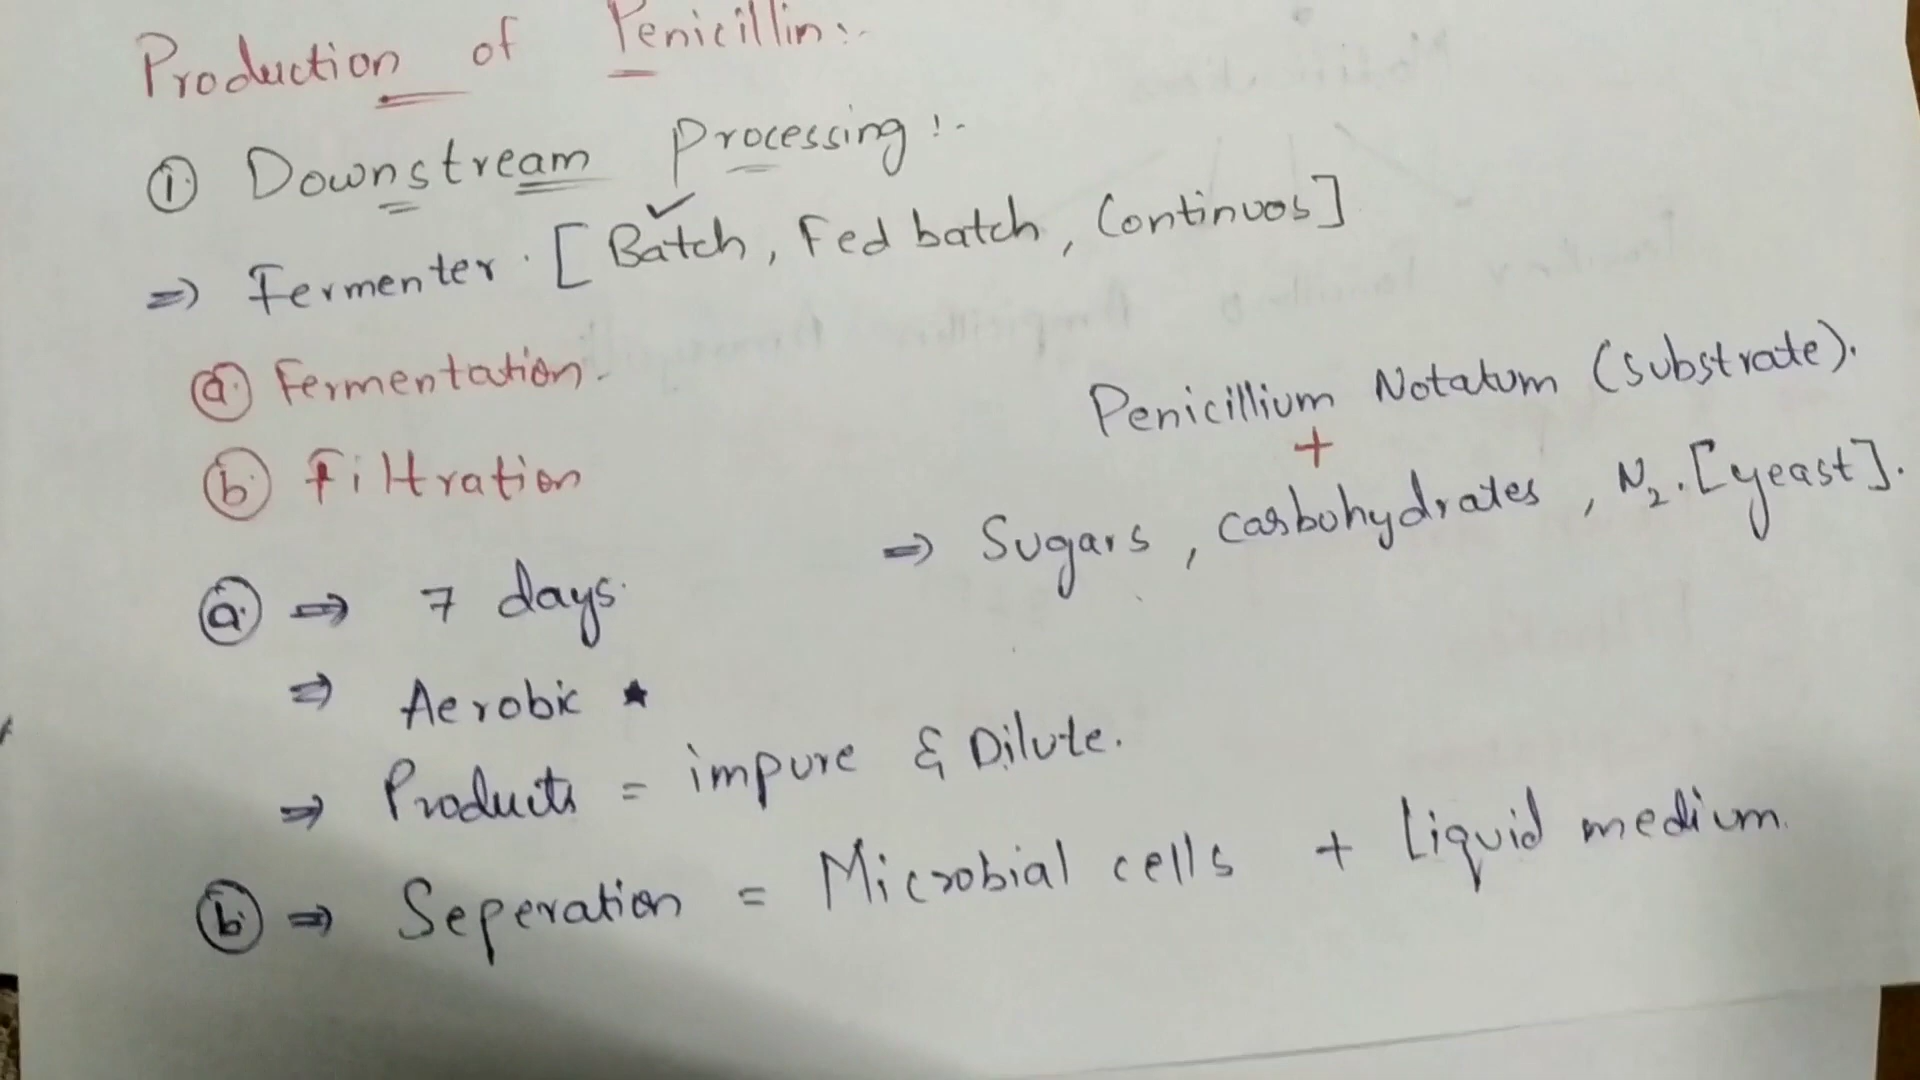 Production of Penicillin:-
① Downstream Processing:-
⇒ Fermenter. [Batch, Fed batch, Continuos]
ⓐ Fermentation.
ⓑ Filtration
Penicillium Notatum (substrate).
+
⇒ Sugars, carbohydrates, N₂. [yeast].
ⓐ ⇒ 7 days.
⇒ Aerobic ★
⇒ Products = impure & Dilute.
ⓑ ⇒ Seperation = Microbial cells + Liquid medium.